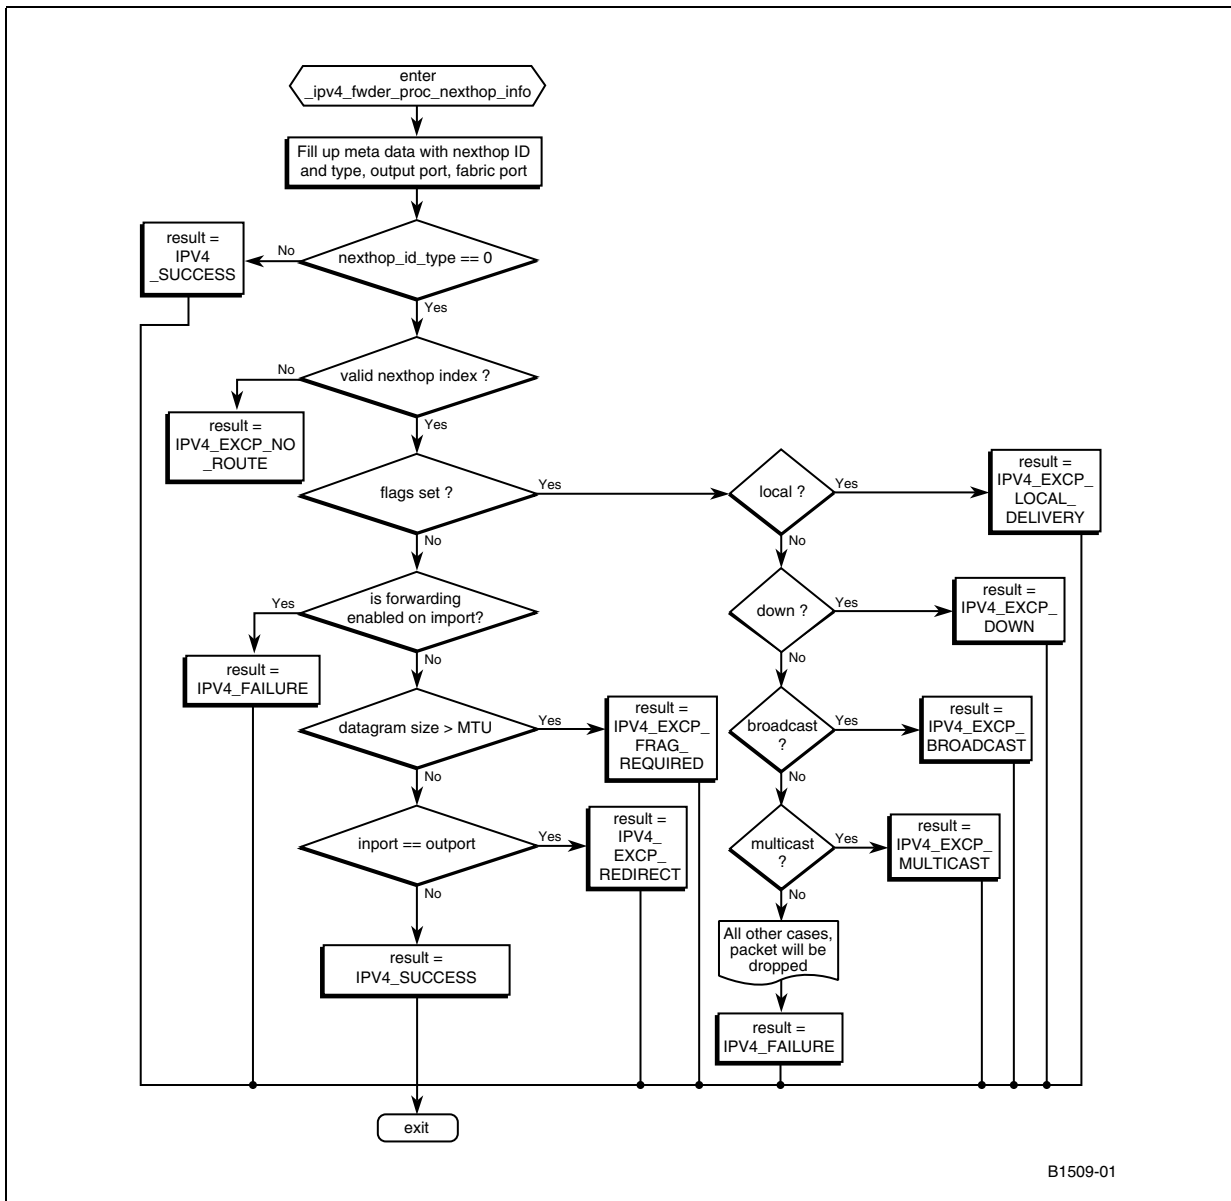 enter
_ipv4_fwder_proc_nexthop_info
Fill up meta data with nexthop ID
and type, output port, fabric port
nexthop_id_type == 0
No
result =
IPV4
_SUCCESS
Yes
valid nexthop index ?
No
result =
IPV4_EXCP_NO
_ROUTE
Yes
flags set ?
Yes
No
is forwarding
enabled on import?
Yes
result =
IPV4_FAILURE
No
datagram size > MTU
Yes
result =
IPV4_EXCP_
FRAG_
REQUIRED
No
inport == outport
Yes
result =
IPV4_
EXCP_
REDIRECT
No
result =
IPV4_SUCCESS
local ?
Yes
result =
IPV4_EXCP_
LOCAL_
DELIVERY
No
down ?
Yes
result =
IPV4_EXCP_
DOWN
No
broadcast
?
Yes
result =
IPV4_EXCP_
BROADCAST
No
multicast
?
Yes
result =
IPV4_EXCP_
MULTICAST
No
All other cases,
packet will be
dropped
result =
IPV4_FAILURE
exit
B1509-01